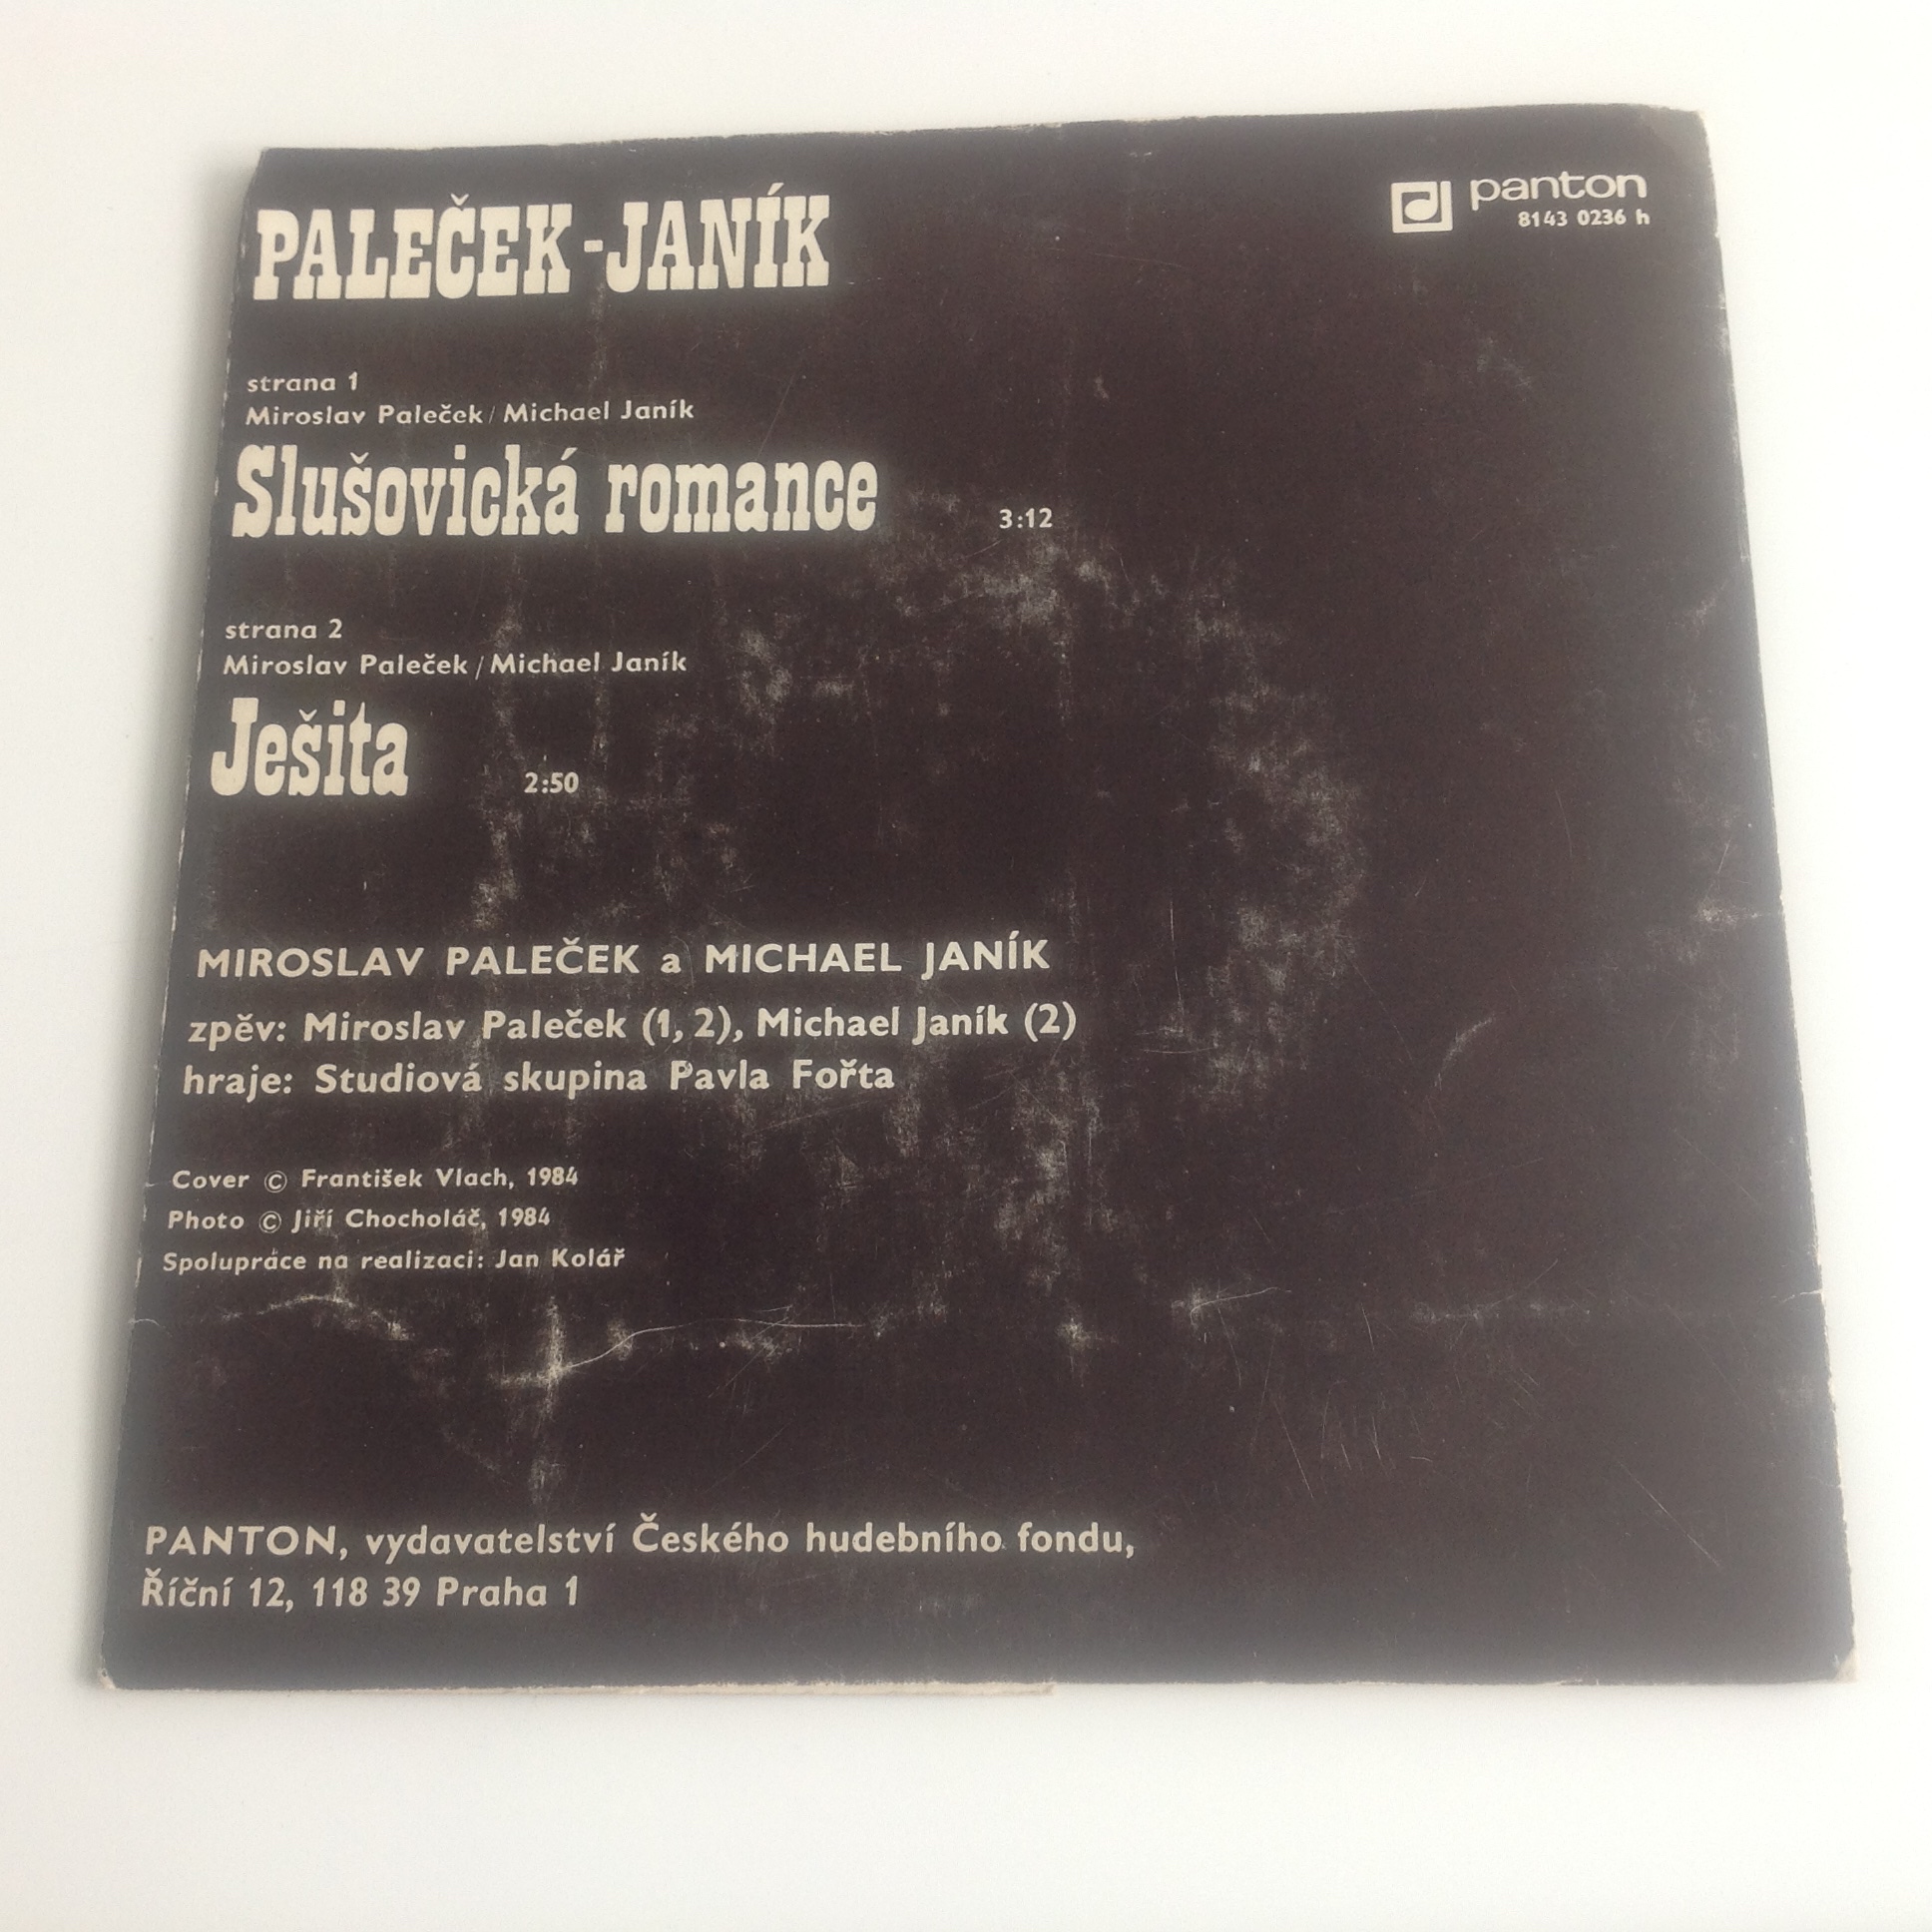 PALEČEK-JANÍK
panton
8143 0236 h
strana 1
Miroslav Paleček / Michael Janík
Slušovická romance 3:12
strana 2
Miroslav Paleček / Michael Janík
Ješita 2:50
MIROSLAV PALEČEK a MICHAEL JANÍK
zpěv: Miroslav Paleček (1, 2), Michael Janík (2)
hraje: Studiová skupina Pavla Fořta
Cover © František Vlach, 1984
Photo © Jiří Chocholáč, 1984
Spolupráce na realizaci: Jan Kolář
PANTON, vydavatelství Českého hudebního fondu,
Říční 12, 118 39 Praha 1